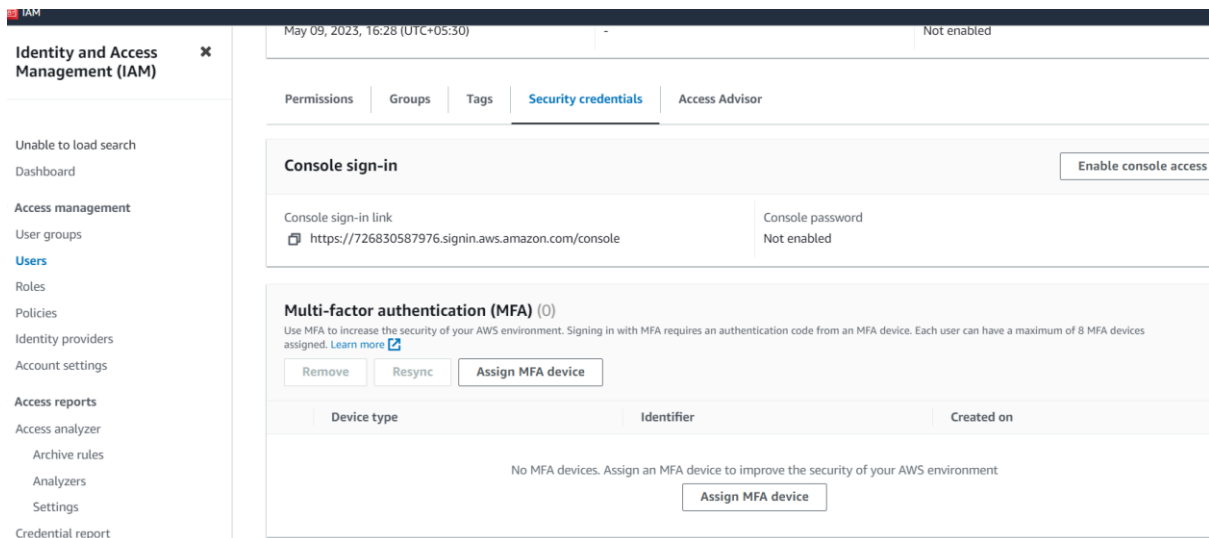 IAM
May 09, 2023, 16:28 (UTC+05:30)
-
Not enabled
Identity and Access
Management (IAM)
Unable to load search
Dashboard
Access management
User groups
Users
Roles
Policies
Identity providers
Account settings
Access reports
Access analyzer
Archive rules
Analyzers
Settings
Credential report
Permissions
Groups
Tags
Security credentials
Access Advisor
Console sign-in
Enable console access
Console sign-in link
https://726830587976.signin.aws.amazon.com/console
Console password
Not enabled
Multi-factor authentication (MFA) (0)
Use MFA to increase the security of your AWS environment. Signing in with MFA requires an authentication code from an MFA device. Each user can have a maximum of 8 MFA devices
assigned. Learn more
Remove
Resync
Assign MFA device
Device type
Identifier
Created on
No MFA devices. Assign an MFA device to improve the security of your AWS environment
Assign MFA device